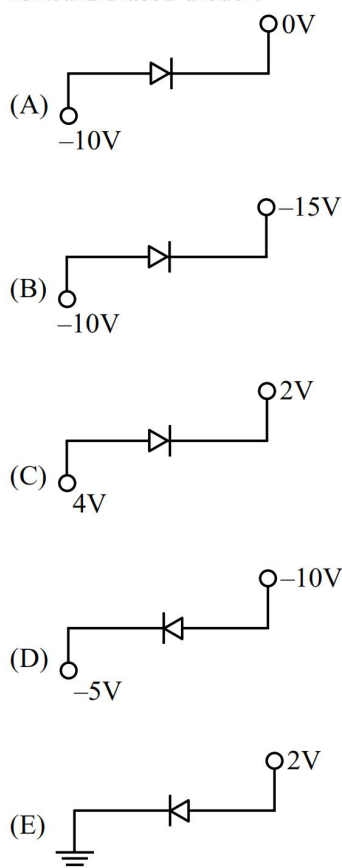 0V
(A)
–10V
–15V
(B)
–10V
2V
(C)
4V
–10V
(D)
–5V
2V
(E)